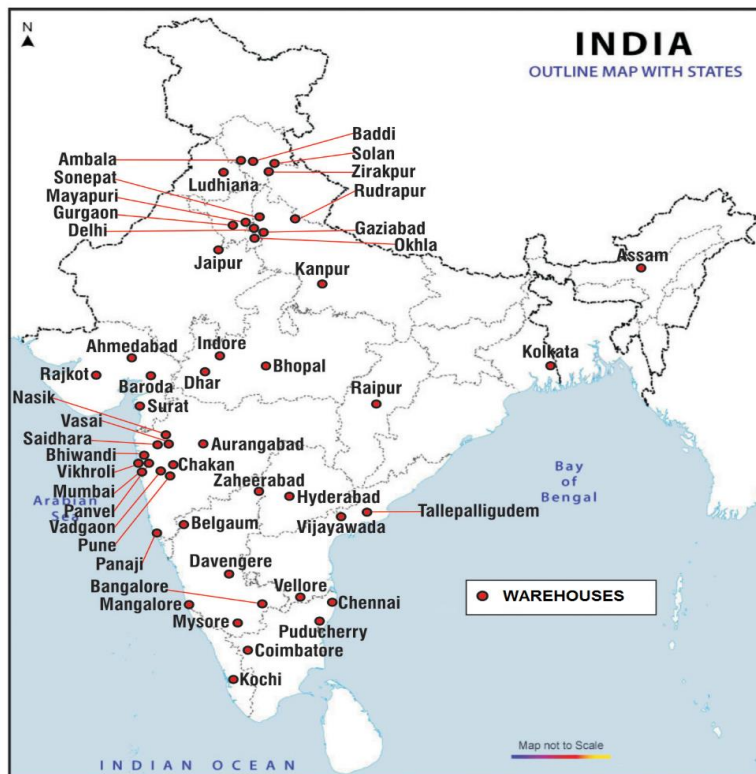 N
INDIA
OUTLINE MAP WITH STATES
Baddi
Ambala
Solan
Sonepat
Ludhiana
Zirakpur
Mayapuri
Rudrapur
Gurgaon
Delhi
Gaziabad
Okhla
Jaipur
Kanpur
Assam
Ahmedabad
Indore
Bhopal
Kolkata
Rajkot
Baroda
Dhar
Raipur
Nasik
Surat
Vasai
Saidhara
Aurangabad
Bhiwandi
Vikhroli
Chakan
Mumbai
Zaheerabad
Hyderabad
Arabian
Sea
Bay
of
Bengal
Panvel
Vadgaon
Belgaum
Vijayawada
Tallepalligudem
Pune
Panaji
Davengere
Bangalore
Vellore
Mangalore
Chennai
WAREHOUSES
Mysore
Puducherry
Coimbatore
Kochi
Map not to Scale
INDIAN OCEAN